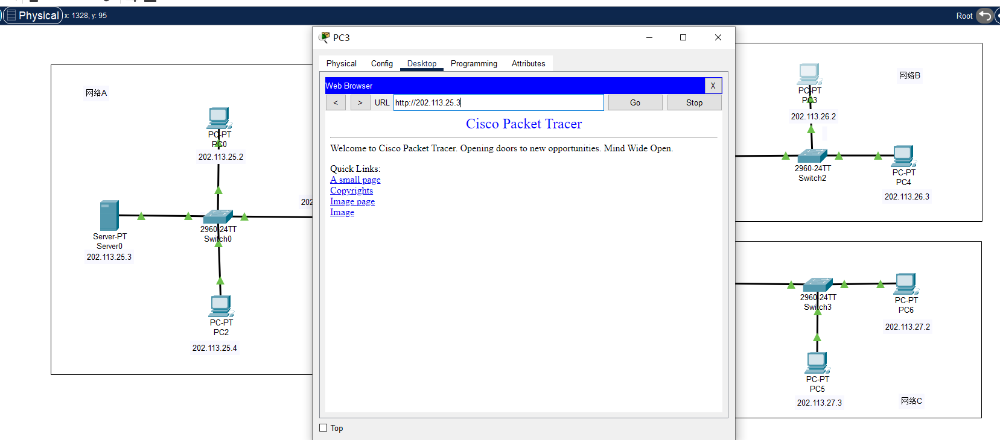 Physical x: 1328, y: 95
Root
网络A
PC-PT
PC0
202.113.25.2
Server-PT
Server0
202.113.25.3
2960-24TT
Switch0
202
PC-PT
PC2
202.113.25.4
PC3
Physical Config Desktop Programming Attributes
Web Browser X
< > URL http://202.113.25.3 Go Stop
Cisco Packet Tracer
Welcome to Cisco Packet Tracer. Opening doors to new opportunities. Mind Wide Open.
Quick Links:
A small page
Copyrights
Image page
Image
Top
网络B
PC-PT
PC3
202.113.26.2
2960-24TT
Switch2
PC-PT
PC4
202.113.26.3
2960-24TT
Switch3
PC-PT
PC6
202.113.27.2
PC-PT
PC5
202.113.27.3
网络C